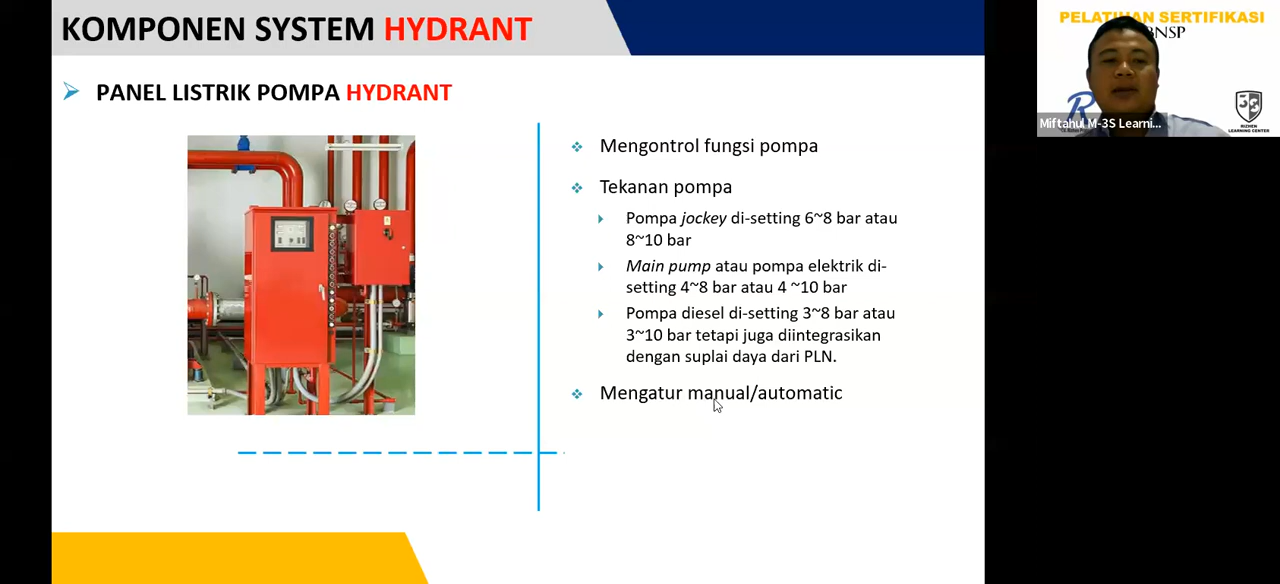 KOMPONEN SYSTEM HYDRANT
PANEL LISTRIK POMPA HYDRANT
Mengontrol fungsi pompa
Tekanan pompa
Pompa jockey di-setting 6~8 bar atau
8~10 bar
Main pump atau pompa elektrik di-
setting 4~8 bar atau 4 ~10 bar
Pompa diesel di-setting 3~8 bar atau
3~10 bar tetapi juga diintegrasikan
dengan suplai daya dari PLN.
Mengatur manual/automatic
PELATIHAN SERTIFIKASI
BNSP
Miftahul M-3S Learni...
LEARNING CENTER